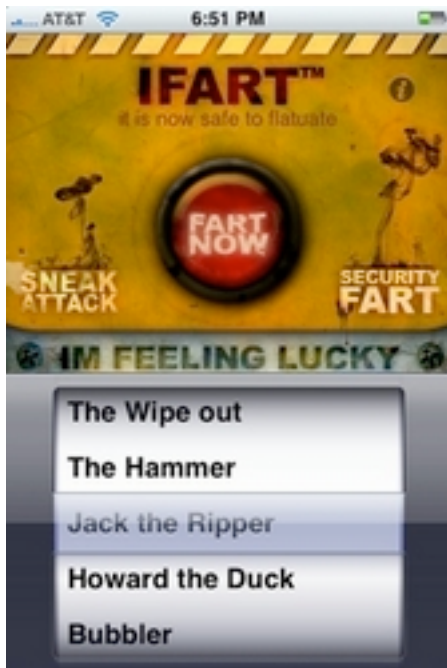 AT&T 6:51 PM
IFART™
it is now safe to flatuate
FART
NOW
SNEAK
ATTACK
SECURITY
FART
IM FEELING LUCKY
The Wipe out
The Hammer
Jack the Ripper
Howard the Duck
Bubbler